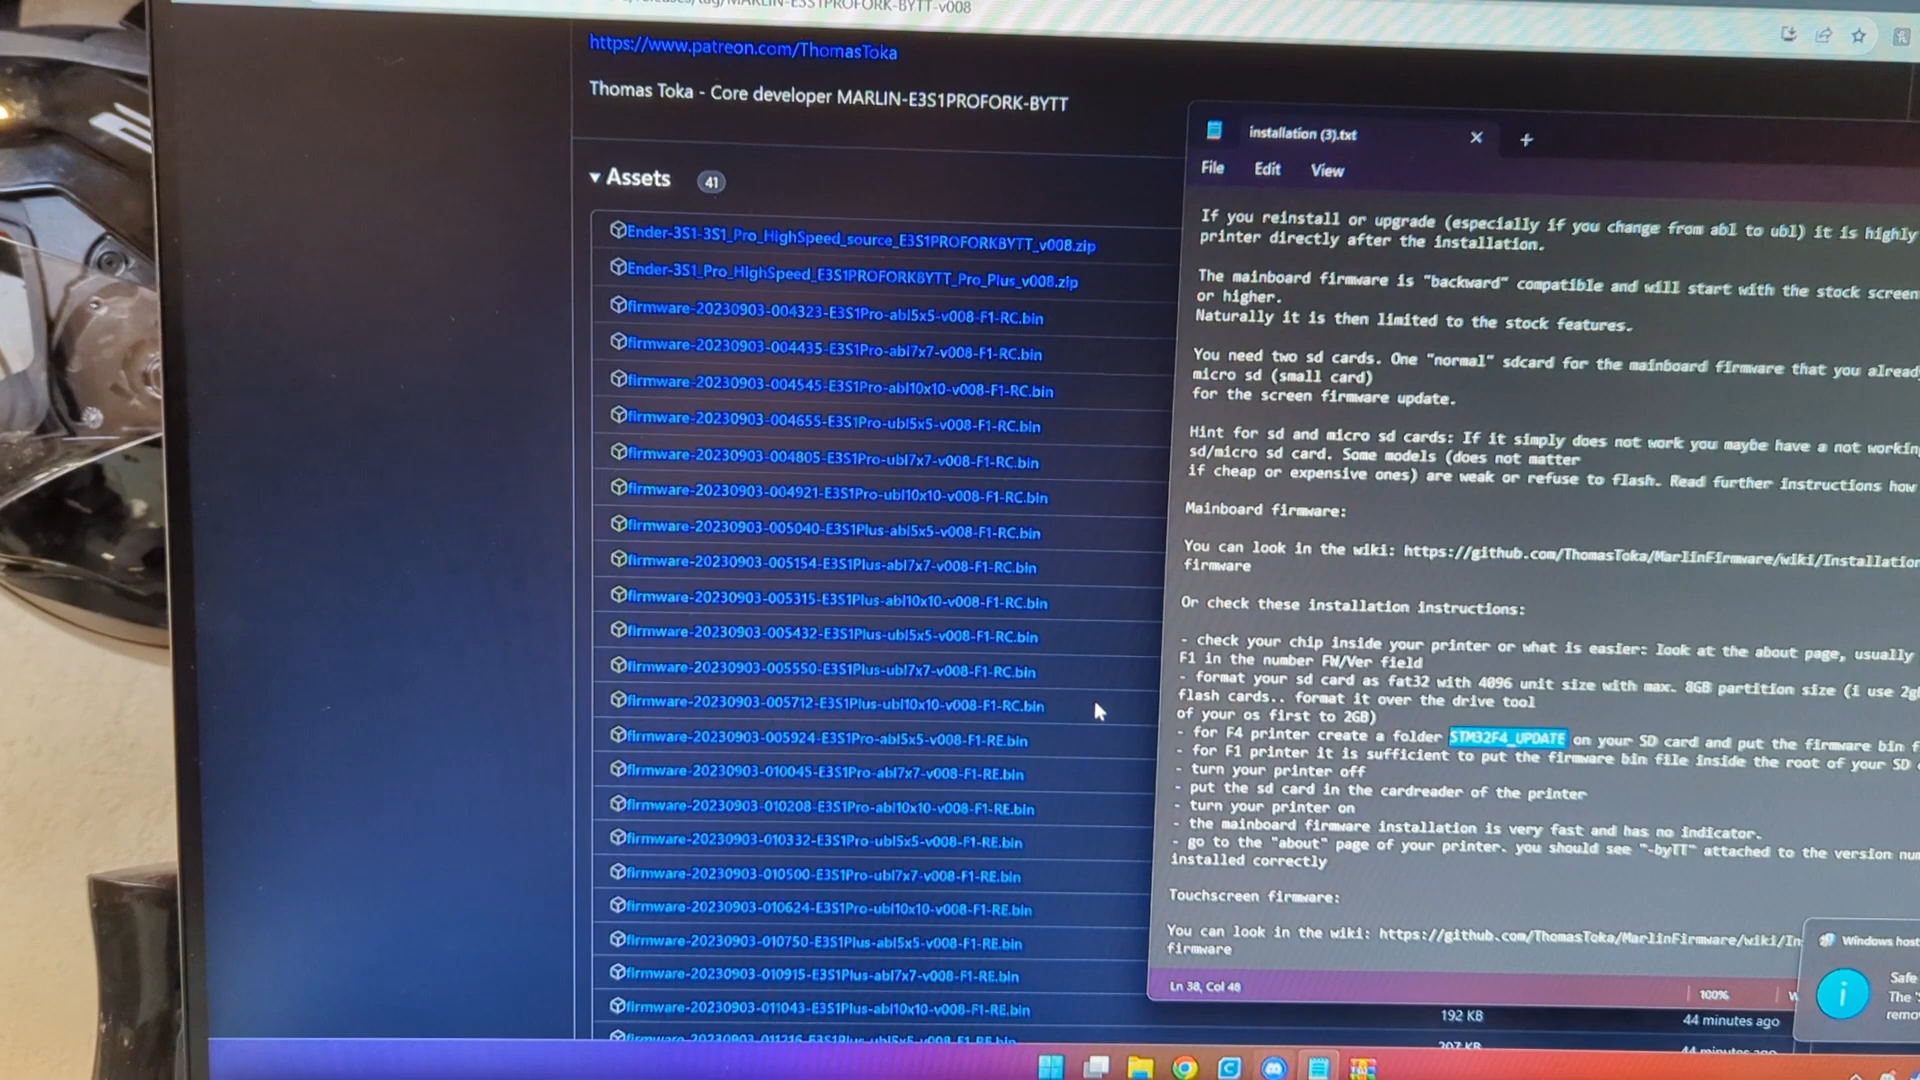 https://www.patreon.com/ThomasToka
Thomas Toka - Core developer MARLIN-E3S1PROFORK-BYTT
Assets 41
Ender-3S1-3S1_Pro_HighSpeed_source_E3S1PROFORKBYTT_v008.zip
Ender-3S1_Pro_HighSpeed_E3S1PROFORKBYTT_Pro_Plus_v008.zip
firmware-20230903-004323-E3S1Pro-abl5x5-v008-F1-RC.bin
firmware-20230903-004435-E3S1Pro-abl7x7-v008-F1-RC.bin
firmware-20230903-004545-E3S1Pro-abl10x10-v008-F1-RC.bin
firmware-20230903-004655-E3S1Pro-ubl5x5-v008-F1-RC.bin
firmware-20230903-004805-E3S1Pro-ubl7x7-v008-F1-RC.bin
firmware-20230903-004921-E3S1Pro-ubl10x10-v008-F1-RC.bin
firmware-20230903-005040-E3S1Plus-abl5x5-v008-F1-RC.bin
firmware-20230903-005154-E3S1Plus-abl7x7-v008-F1-RC.bin
firmware-20230903-005315-E3S1Plus-abl10x10-v008-F1-RC.bin
firmware-20230903-005432-E3S1Plus-ubl5x5-v008-F1-RC.bin
firmware-20230903-005550-E3S1Plus-ubl7x7-v008-F1-RC.bin
firmware-20230903-005712-E3S1Plus-ubl10x10-v008-F1-RC.bin
firmware-20230903-005924-E3S1Pro-abl5x5-v008-F1-RE.bin
firmware-20230903-010045-E3S1Pro-abl7x7-v008-F1-RE.bin
firmware-20230903-010208-E3S1Pro-abl10x10-v008-F1-RE.bin
firmware-20230903-010332-E3S1Pro-ubl5x5-v008-F1-RE.bin
firmware-20230903-010500-E3S1Pro-ubl7x7-v008-F1-RE.bin
firmware-20230903-010624-E3S1Pro-ubl10x10-v008-F1-RE.bin
firmware-20230903-010750-E3S1Plus-abl5x5-v008-F1-RE.bin
firmware-20230903-010915-E3S1Plus-abl7x7-v008-F1-RE.bin
firmware-20230903-011043-E3S1Plus-abl10x10-v008-F1-RE.bin
192 KB 44 minutes ago
installation (3).txt
File Edit View
If you reinstall or upgrade (especially if you change from abl to ubl) it is highly
printer directly after the installation.
The mainboard firmware is "backward" compatible and will start with the stock screen
or higher.
Naturally it is then limited to the stock features.
You need two sd cards. One "normal" sdcard for the mainboard firmware that you already
micro sd (small card)
for the screen firmware update.
Hint for sd and micro sd cards: If it simply does not work you maybe have a not working
sd/micro sd card. Some models (does not matter
if cheap or expensive ones) are weak or refuse to flash. Read further instructions how
Mainboard firmware:
You can look in the wiki: https://github.com/ThomasToka/MarlinFirmware/wiki/Installation
firmware
Or check these installation instructions:
- check your chip inside your printer or what is easier: look at the about page, usually
F1 in the number FW/Ver field
- format your sd card as fat32 with 4096 unit size with max. 8GB partition size (i use 2gb
flash cards.. format it over the drive tool
of your os first to 2GB)
- for F4 printer create a folder STM32F4_UPDATE on your SD card and put the firmware bin f
- for F1 printer it is sufficient to put the firmware bin file inside the root of your SD
- turn your printer off
- put the sd card in the cardreader of the printer
- turn your printer on
- the mainboard firmware installation is very fast and has no indicator.
- go to the "about" page of your printer. you should see "-byTT" attached to the version num
installed correctly
Touchscreen firmware:
You can look in the wiki: https://github.com/ThomasToka/MarlinFirmware/wiki/In
firmware
Ln 38, Col 48 100% W
Windows host
Safe
The
remo